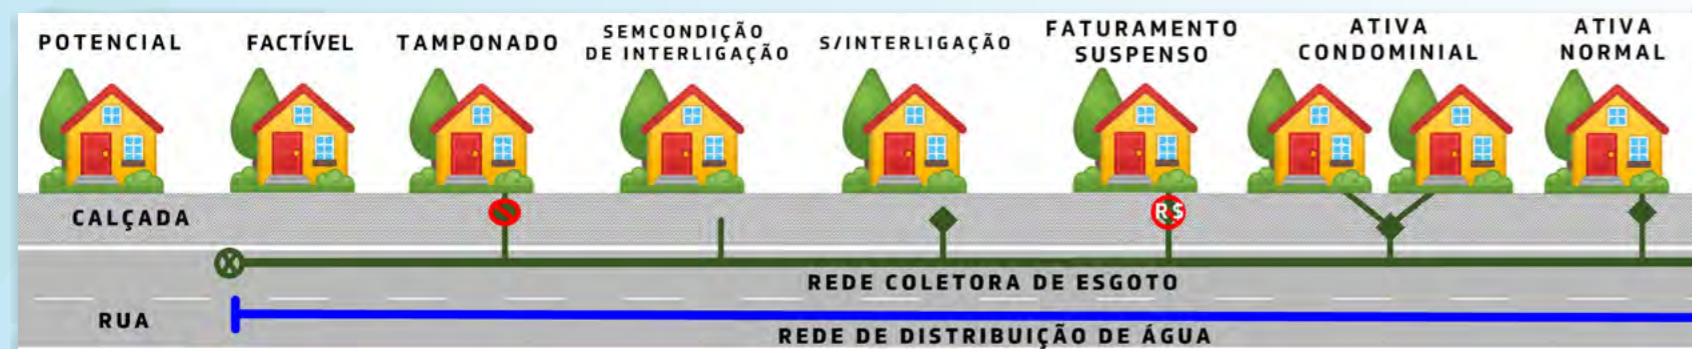 POTENCIAL
FACTÍVEL
TAMPONADO
SEMCONDIÇÃO
DE INTERLIGAÇÃO
S/INTERLIGAÇÃO
FATURAMENTO
SUSPENSO
ATIVA
CONDOMINIAL
ATIVA
NORMAL
CALÇADA
R$
X
REDE COLETORA DE ESGOTO
RUA
REDE DE DISTRIBUIÇÃO DE ÁGUA